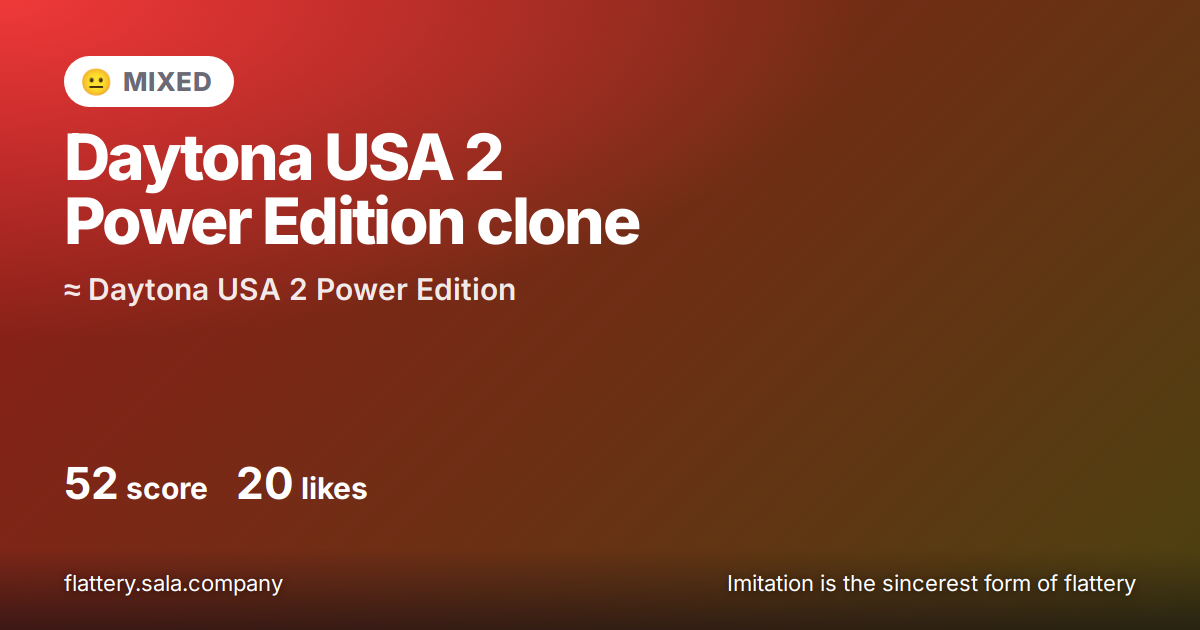 😐 MIXED
Daytona USA 2
Power Edition clone
≈ Daytona USA 2 Power Edition
52 score 20 likes
flattery.sala.company
Imitation is the sincerest form of flattery